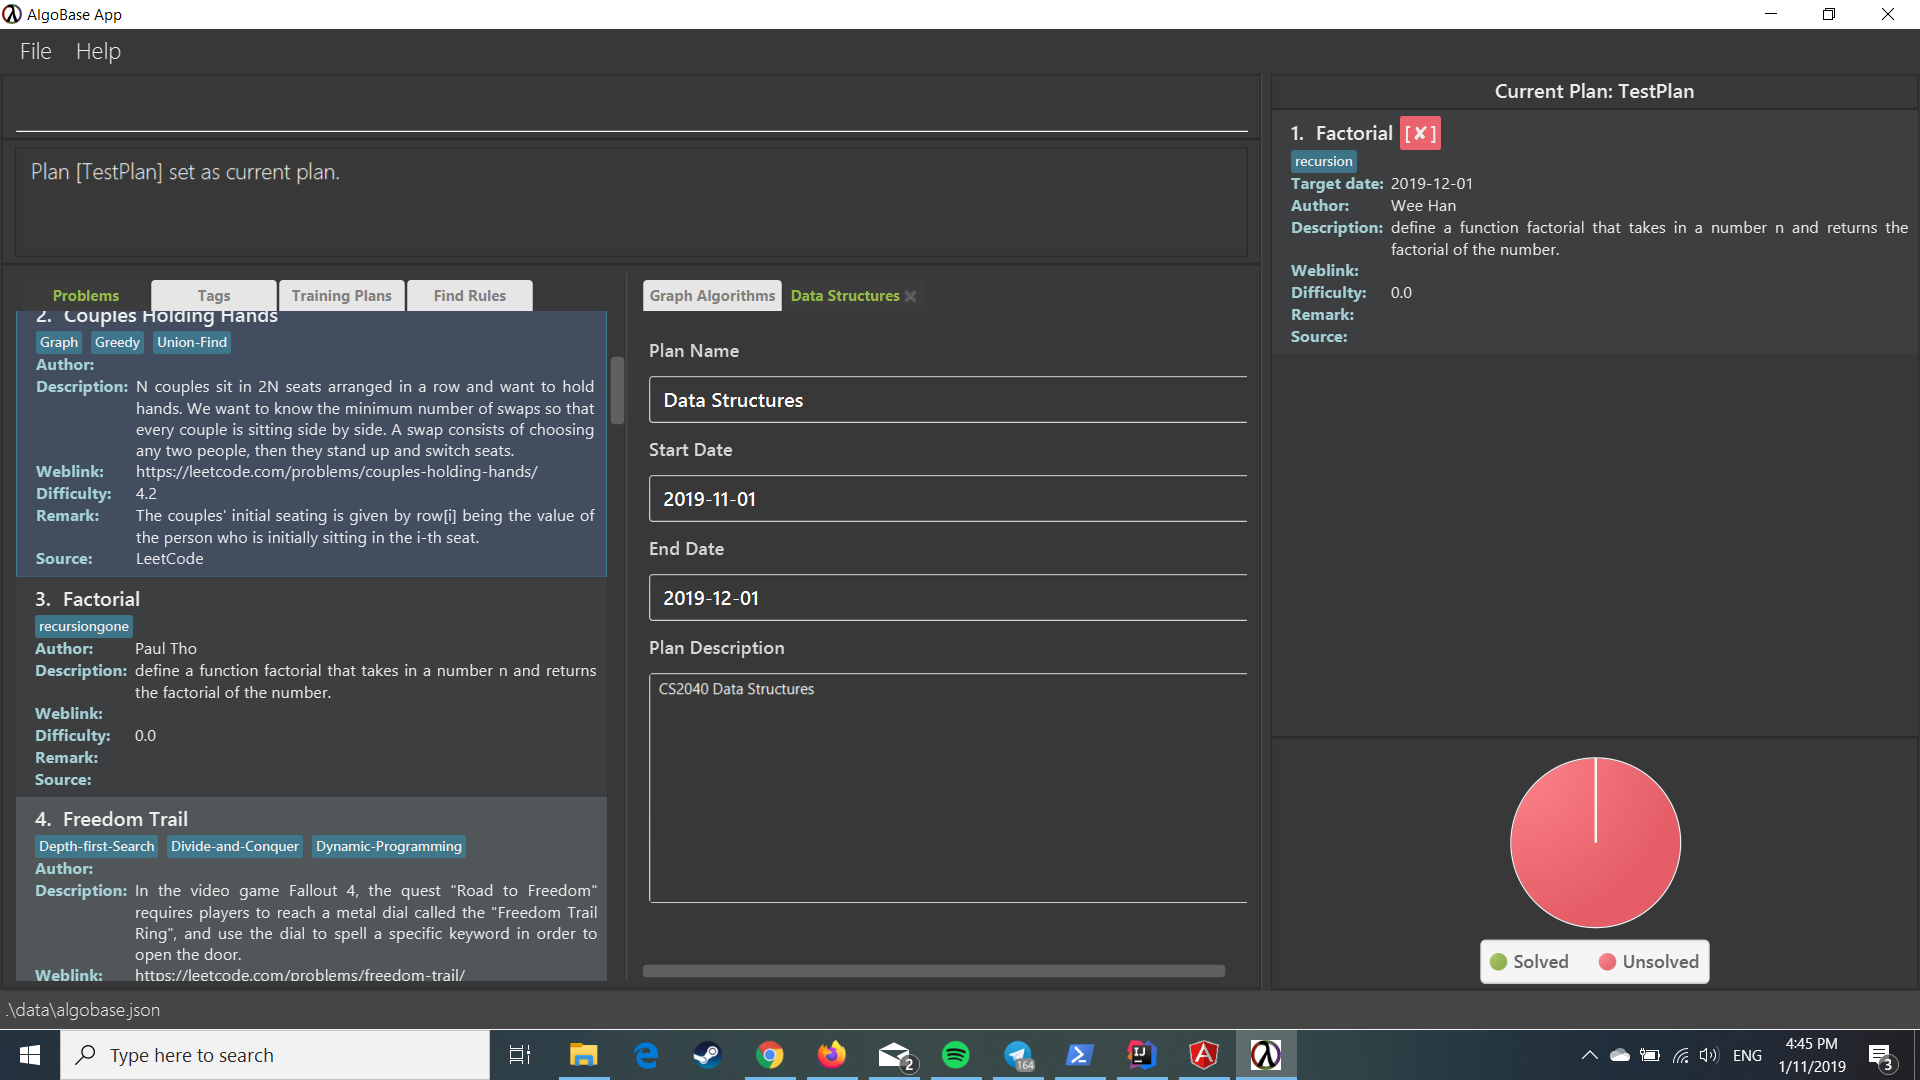 AlgoBase App
File Help
Plan [TestPlan] set as current plan.
Problems Tags Training Plans Find Rules
2. Couples Holding Hands
Graph Greedy Union-Find
Author:
Description: N couples sit in 2N seats arranged in a row and want to hold
hands. We want to know the minimum number of swaps so that
every couple is sitting side by side. A swap consists of choosing
any two people, then they stand up and switch seats.
Weblink: https://leetcode.com/problems/couples-holding-hands/
Difficulty: 4.2
Remark: The couples' initial seating is given by row[i] being the value of
the person who is initially sitting in the i-th seat.
Source: LeetCode
3. Factorial
recursiongone
Author: Paul Tho
Description: define a function factorial that takes in a number n and returns
the factorial of the number.
Weblink:
Difficulty: 0.0
Remark:
Source:
4. Freedom Trail
Depth-first-Search Divide-and-Conquer Dynamic-Programming
Author:
Description: In the video game Fallout 4, the quest "Road to Freedom"
requires players to reach a metal dial called the "Freedom Trail
Ring", and use the dial to spell a specific keyword in order to
open the door.
Weblink: https://leetcode.com/problems/freedom-trail/
Graph Algorithms Data Structures
Plan Name
Data Structures
Start Date
2019-11-01
End Date
2019-12-01
Plan Description
CS2040 Data Structures
Current Plan: TestPlan
1. Factorial [✘]
recursion
Target date: 2019-12-01
Author: Wee Han
Description: define a function factorial that takes in a number n and returns the
factorial of the number.
Weblink:
Difficulty: 0.0
Remark:
Source:
Solved Unsolved
.\data\algobase.json
Type here to search
2
164
ENG
4:45 PM
1/11/2019
3